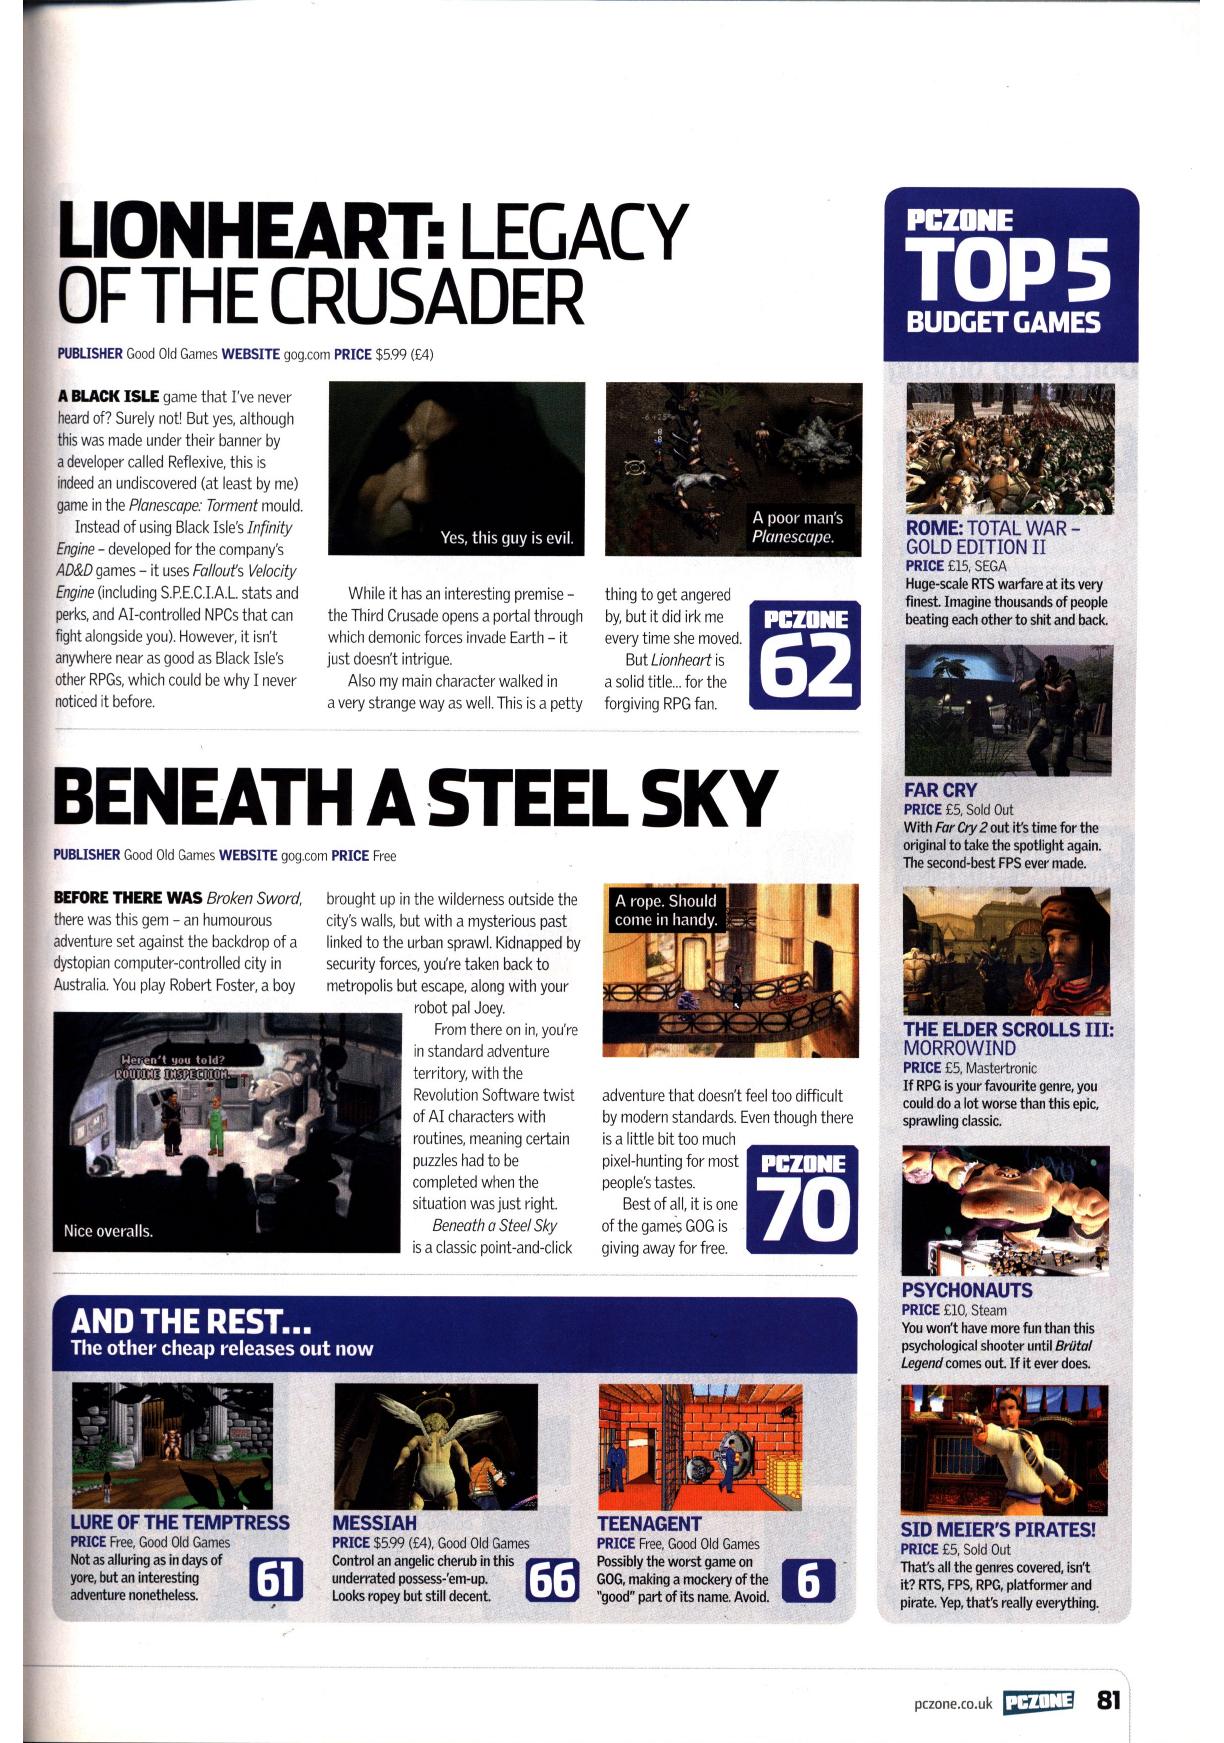 LIONHEART: LEGACY
OF THE CRUSADER
PUBLISHER Good Old Games WEBSITE gog.com PRICE $5.99 (£4)
A BLACK ISLE game that I've never
heard of? Surely not! But yes, although
this was made under their banner by
a developer called Reflexive, this is
indeed an undiscovered (at least by me)
game in the Planescape: Torment mould.
Instead of using Black Isle's Infinity
Engine – developed for the company's
AD&D games – it uses Fallout's Velocity
Engine (including S.P.E.C.I.A.L. stats and
perks, and AI-controlled NPCs that can
fight alongside you). However, it isn't
anywhere near as good as Black Isle's
other RPGs, which could be why I never
noticed it before.
Yes, this guy is evil.
While it has an interesting premise –
the Third Crusade opens a portal through
which demonic forces invade Earth – it
just doesn't intrigue.
Also my main character walked in
a very strange way as well. This is a petty
A poor man's
Planescape.
thing to get angered
by, but it did irk me
every time she moved.
But Lionheart is
a solid title... for the
forgiving RPG fan.
PCZONE
62
BENEATH A STEEL SKY
PUBLISHER Good Old Games WEBSITE gog.com PRICE Free
BEFORE THERE WAS Broken Sword,
there was this gem – an humourous
adventure set against the backdrop of a
dystopian computer-controlled city in
Australia. You play Robert Foster, a boy
Weren't you told?
ROUTINE INSPECTION.
Nice overalls.
brought up in the wilderness outside the
city's walls, but with a mysterious past
linked to the urban sprawl. Kidnapped by
security forces, you're taken back to
metropolis but escape, along with your
robot pal Joey.
From there on in, you're
in standard adventure
territory, with the
Revolution Software twist
of AI characters with
routines, meaning certain
puzzles had to be
completed when the
situation was just right.
Beneath a Steel Sky
is a classic point-and-click
A rope. Should
come in handy.
adventure that doesn't feel too difficult
by modern standards. Even though there
is a little bit too much
pixel-hunting for most
people's tastes.
Best of all, it is one
of the games GOG is
giving away for free.
PCZONE
70
AND THE REST...
The other cheap releases out now
LURE OF THE TEMPTRESS
PRICE Free, Good Old Games
Not as alluring as in days of
yore, but an interesting
adventure nonetheless.
61
MESSIAH
PRICE $5.99 (£4), Good Old Games
Control an angelic cherub in this
underrated possess-'em-up.
Looks ropey but still decent.
66
TEENAGENT
PRICE Free, Good Old Games
Possibly the worst game on
GOG, making a mockery of the
"good" part of its name. Avoid.
6
PCZONE
TOP 5
BUDGET GAMES
ROME: TOTAL WAR –
GOLD EDITION II
PRICE £15, SEGA
Huge-scale RTS warfare at its very
finest. Imagine thousands of people
beating each other to shit and back.
FAR CRY
PRICE £5, Sold Out
With Far Cry 2 out it's time for the
original to take the spotlight again.
The second-best FPS ever made.
THE ELDER SCROLLS III:
MORROWIND
PRICE £5, Mastertronic
If RPG is your favourite genre, you
could do a lot worse than this epic,
sprawling classic.
PSYCHONAUTS
PRICE £10, Steam
You won't have more fun than this
psychological shooter until Brütal
Legend comes out. If it ever does.
SID MEIER'S PIRATES!
PRICE £5, Sold Out
That's all the genres covered, isn't
it? RTS, FPS, RPG, platformer and
pirate. Yep, that's really everything.
pczone.co.uk PCZONE 81